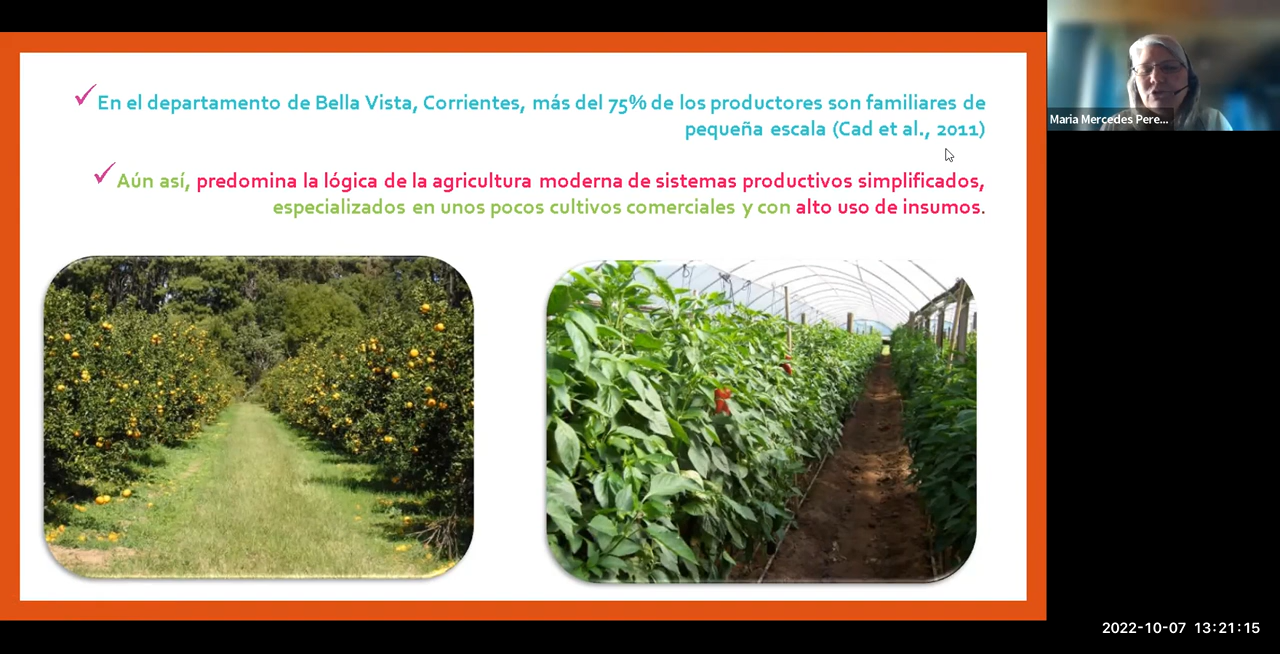 En el departamento de Bella Vista, Corrientes, más del 75% de los productores son familiares de
pequeña escala (Cad et al., 2011)
Aún así, predomina la lógica de la agricultura moderna de sistemas productivos simplificados,
especializados en unos pocos cultivos comerciales y con alto uso de insumos.
Maria Mercedes Pere...
2022-10-07 13:21:15